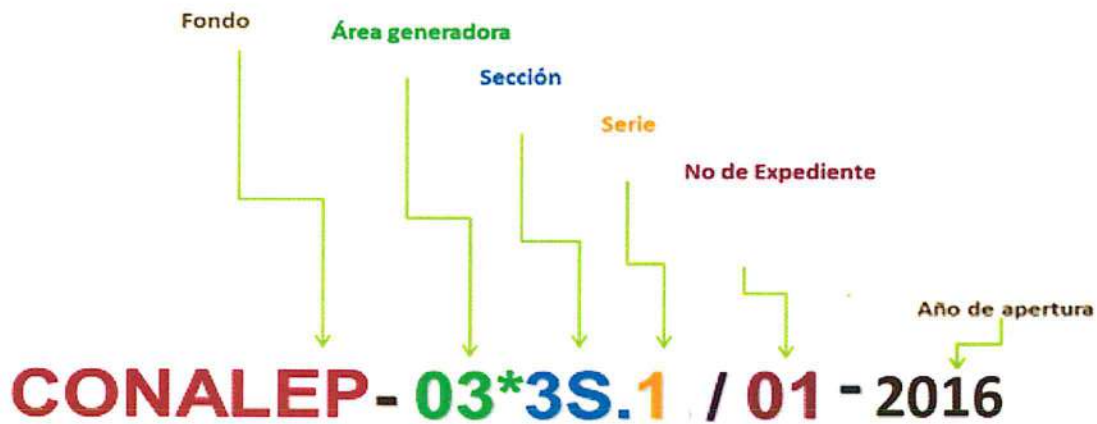 Fondo
Área generadora
Sección
Serie
No de Expediente
Año de apertura
CONALEP- 03*3S.1 / 01 - 2016